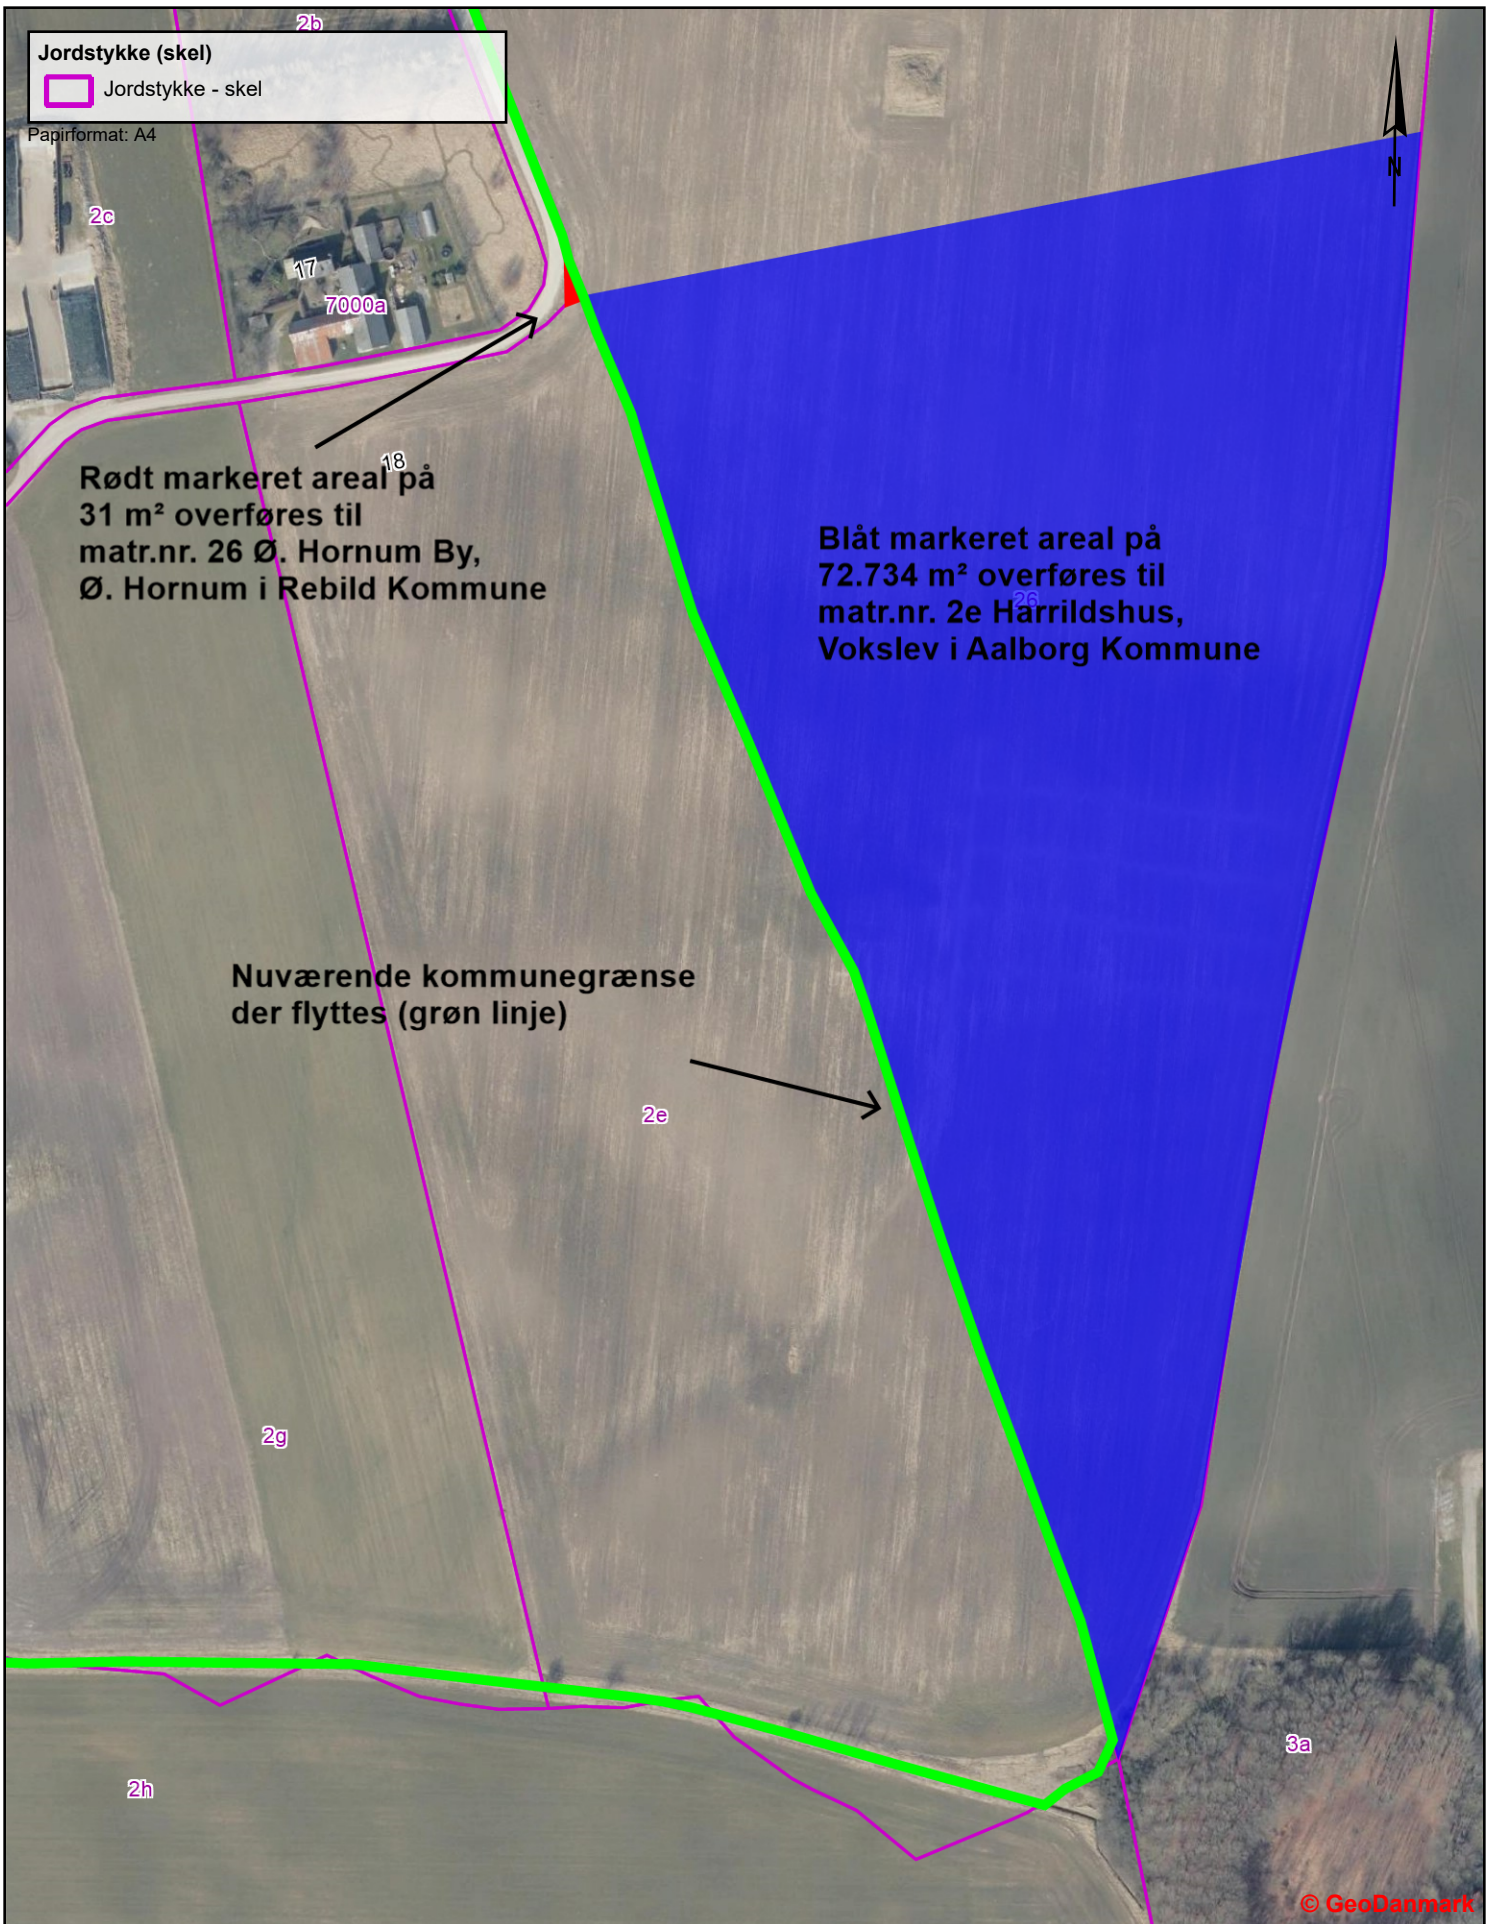 2b
Jordstykke (skel)
Jordstykke - skel
Papirformat: A4
N
2c
17
7000a
18
Rødt markeret areal på
31 m² overføres til
matr.nr. 26 Ø. Hornum By,
Ø. Hornum i Rebild Kommune
Blåt markeret areal på
72.734 m² overføres til
26
matr.nr. 2e Harrildshus,
Vokslev i Aalborg Kommune
Nuværende kommunegrænse
der flyttes (grøn linje)
2e
2g
3a
2h
© GeoDanmark